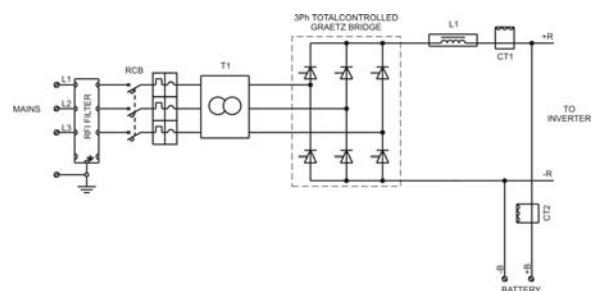 3Ph TOTALCONTROLLED
GRAETZ BRIDGE
L1
+R
CT1
RCB
T1
L1
L2
L3
MAINS
RFI FILTER
TO
INVERTER
-R
CT2
-B
+B
BATTERY